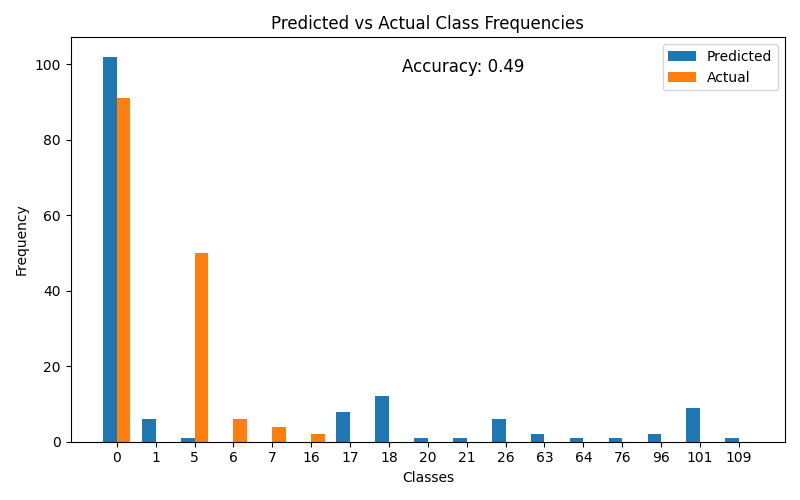 Predicted vs Actual Class Frequencies
Accuracy: 0.49
Predicted
Actual
Frequency
100
80
60
40
20
0
0 1 5 6 7 16 17 18 20 21 26 63 64 76 96 101 109
Classes